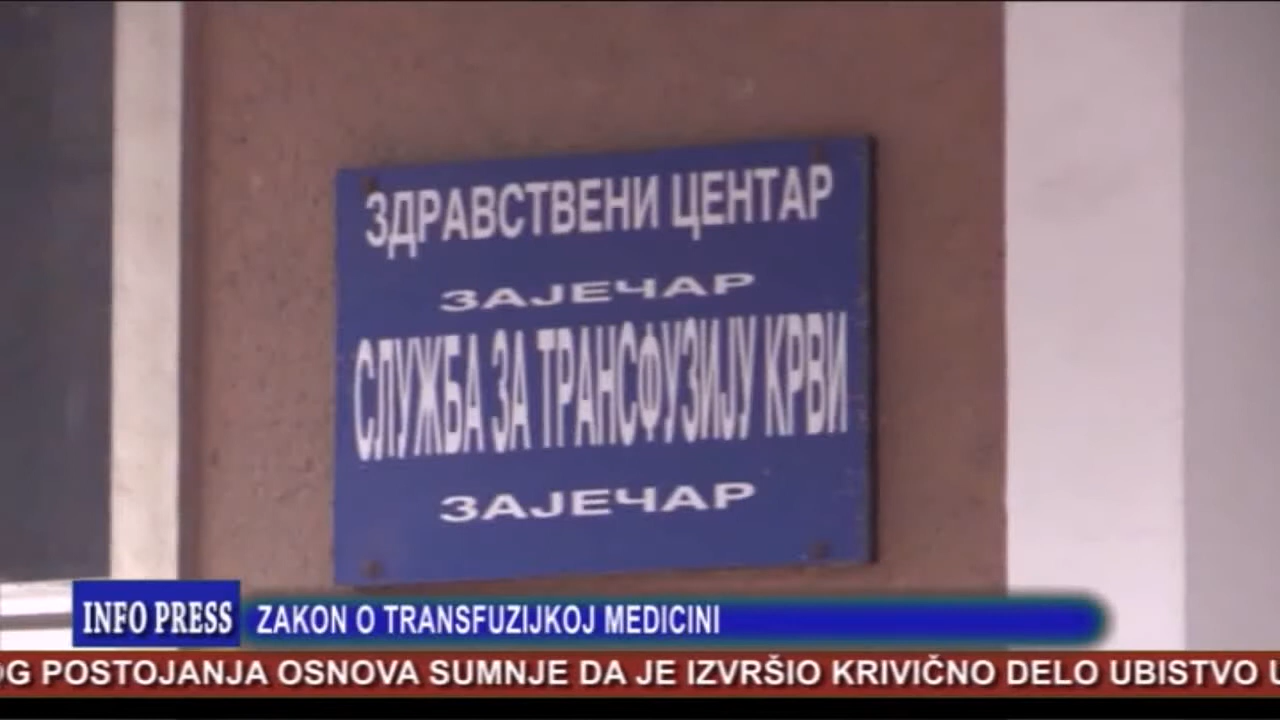 ЗДРАВСТВЕНИ ЦЕНТАР
ЗАЈЕЧАР
СЛУЖБА ЗА ТРАНСФУЗИЈУ КРВИ
ЗАЈЕЧАР
INFO PRESS ZAKON O TRANSFUZIJKOJ MEDICINI
POSTOJANJA OSNOVA SUMNJE DA JE IZVRŠIO KRIVIČNO DELO UBISTVO